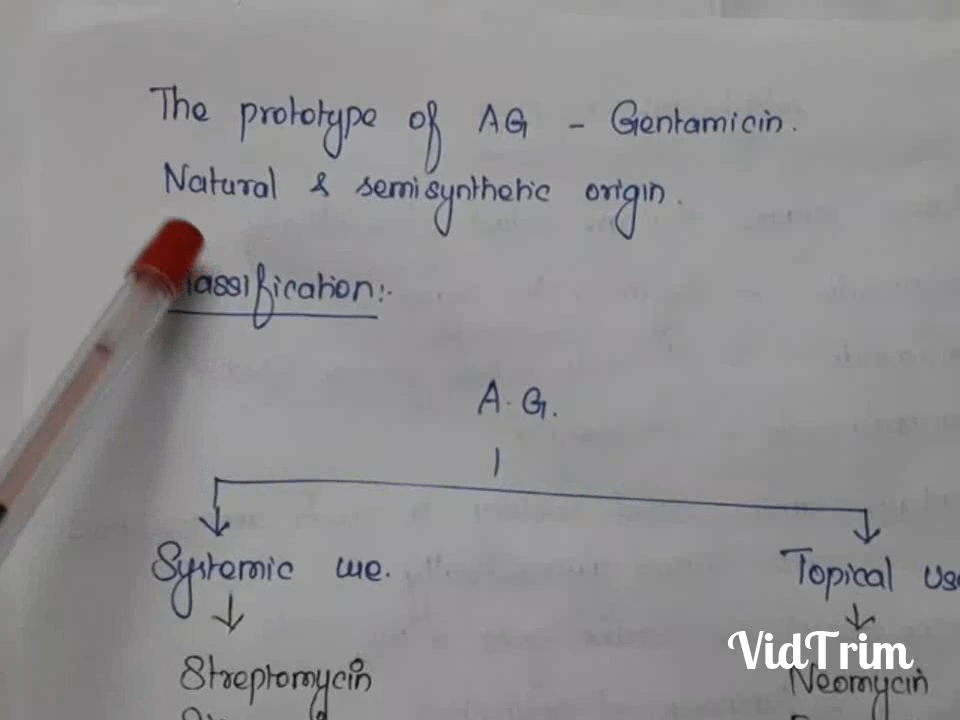 The prototype of AG - Gentamicin.
Natural & semisynthetic origin.
lassification:-
A.G.
Systemic use. Topical Us
Streptomycin Neomycin
VidTrim